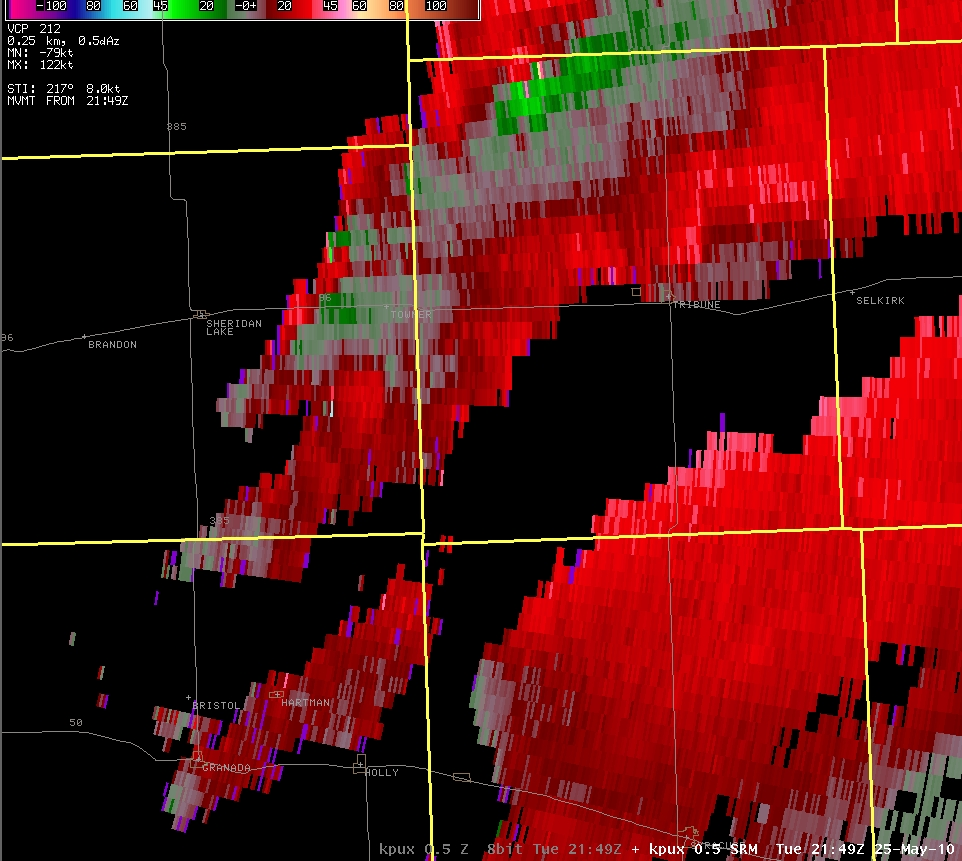 -100 80 60 45 20 -0+ 20 45 60 80 100
VCP 212
0.25 km, 0.5dAz
MN: -79kt
MX: 122kt
STI: 217° 8.0kt
MVMT FROM 21:49Z
385
96
TOWNER
TRIBUNE
SELKIRK
SHERIDAN
LAKE
96
BRANDON
385
BRISTOL
HARTMAN
50
GRANADA
HOLLY
SYRACUSE
kpux 0.5 Z 8bit Tue 21:49Z + kpux 0.5 SRM Tue 21:49Z 25-May-10